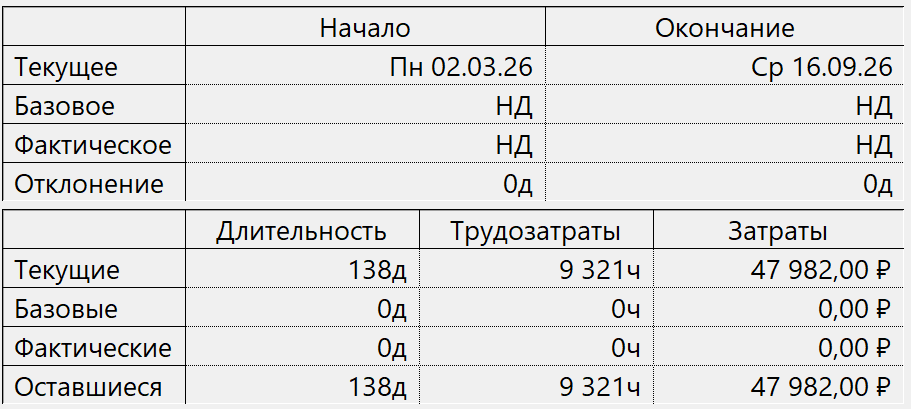 Начало Окончание
Текущее Пн 02.03.26 Ср 16.09.26
Базовое НД НД
Фактическое НД НД
Отклонение 0д 0д
Длительность Трудозатраты Затраты
Текущие 138д 9 321ч 47 982,00 ₽
Базовые 0д 0ч 0,00 ₽
Фактические 0д 0ч 0,00 ₽
Оставшиеся 138д 9 321ч 47 982,00 ₽